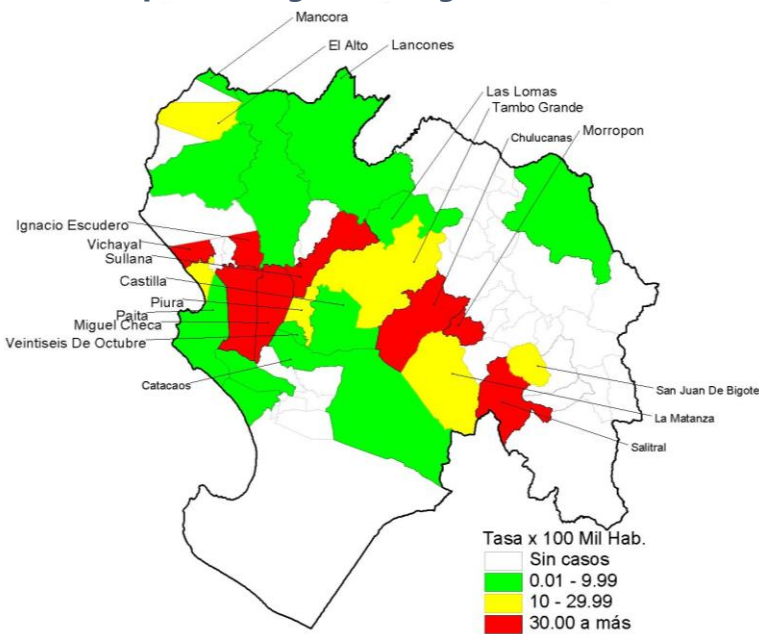 Mancora
El Alto
Lancones
Las Lomas
Tambo Grande
Chulucanas
Morropon
Ignacio Escudero
Vichayal
Sullana
Castilla
Piura
Paita
Miguel Checa
Veintiseis De Octubre
Catacaos
San Juan De Bigote
La Matanza
Salitral
Tasa x 100 Mil Hab.
Sin casos
0.01 - 9.99
10 - 29.99
30.00 a más